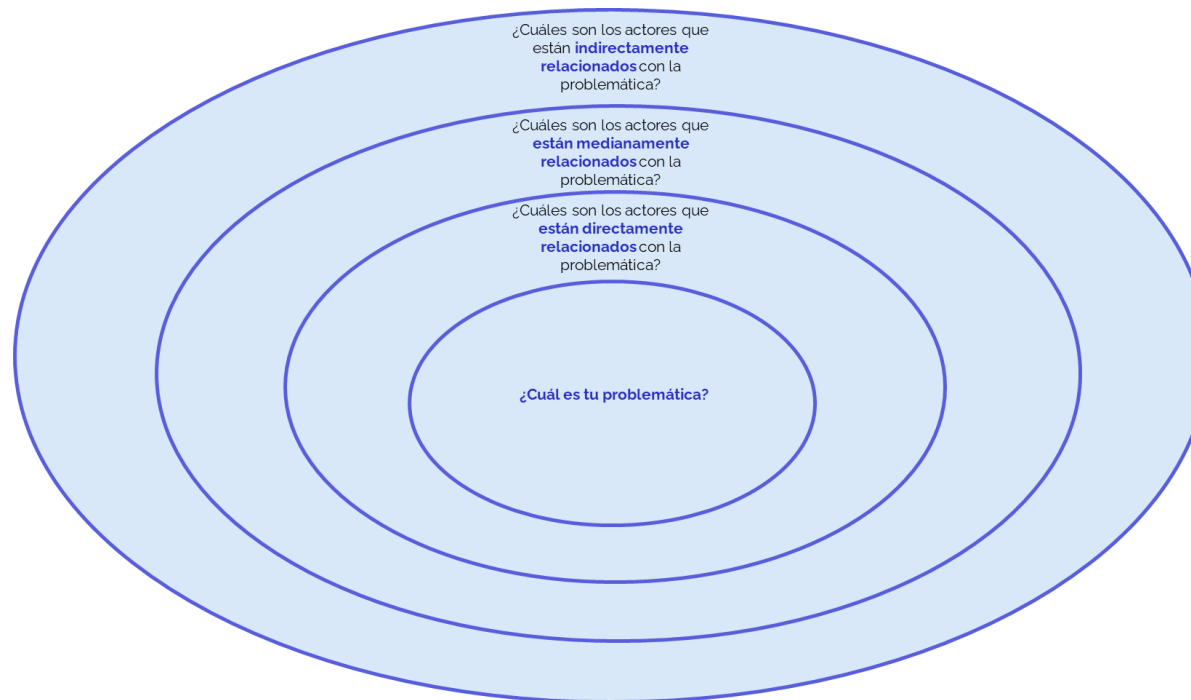 ¿Cuáles son los actores que
están indirectamente
relacionados con la
problemática?
¿Cuáles son los actores que
están medianamente
relacionados con la
problemática?
¿Cuáles son los actores que
están directamente
relacionados con la
problemática?
¿Cuál es tu problemática?